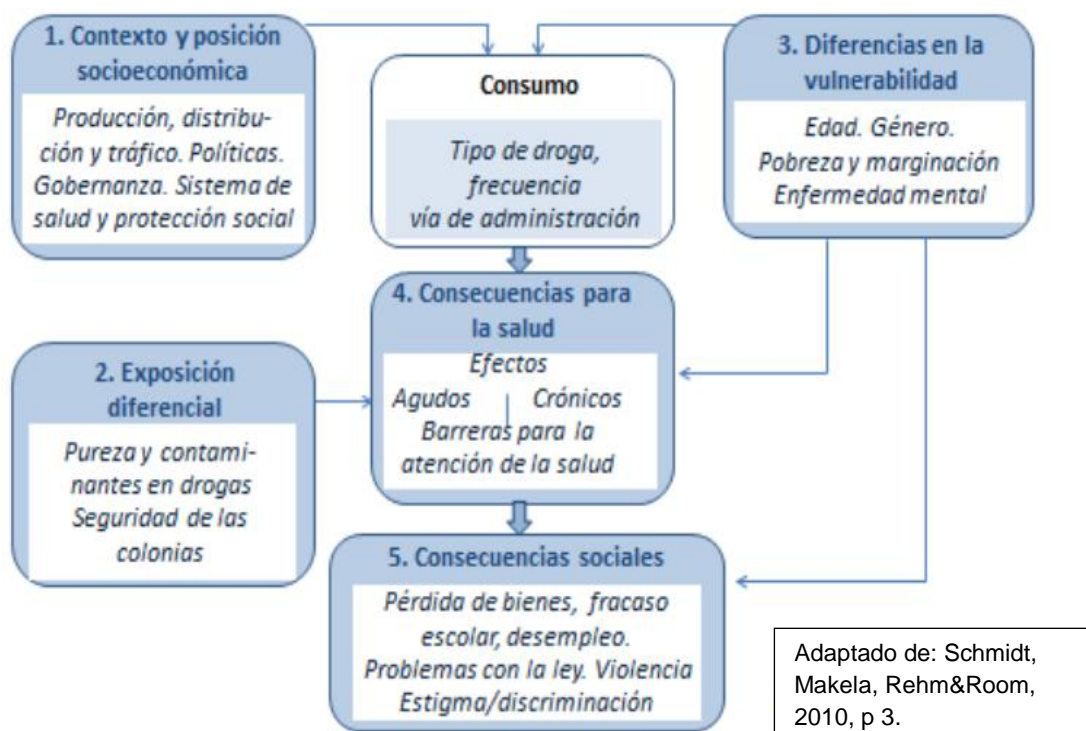 1. Contexto y posición
socioeconómica
Producción, distribu-
ción y tráfico. Políticas.
Gobernanza. Sistema de
salud y protección social
Consumo
Tipo de droga,
frecuencia
vía de administración
3. Diferencias en la
vulnerabilidad
Edad. Género.
Pobreza y marginación
Enfermedad mental
2. Exposición
diferencial
Pureza y contami-
nantes en drogas
Seguridad de las
colonias
4. Consecuencias para
la salud
Efectos
Agudos Crónicos
Barreras para la
atención de la salud
5. Consecuencias sociales
Pérdida de bienes, fracaso
escolar, desempleo.
Problemas con la ley. Violencia
Estigma/discriminación
Adaptado de: Schmidt,
Makela, Rehm&Room,
2010, p 3.